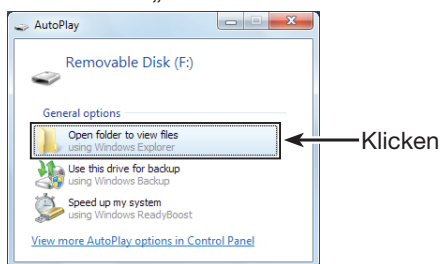 AutoPlay
Removable Disk (F:)
General options
Open folder to view files
using Windows Explorer
Klicken
Use this drive for backup
using Windows Backup
Speed up my system
using Windows ReadyBoost
View more AutoPlay options in Control Panel